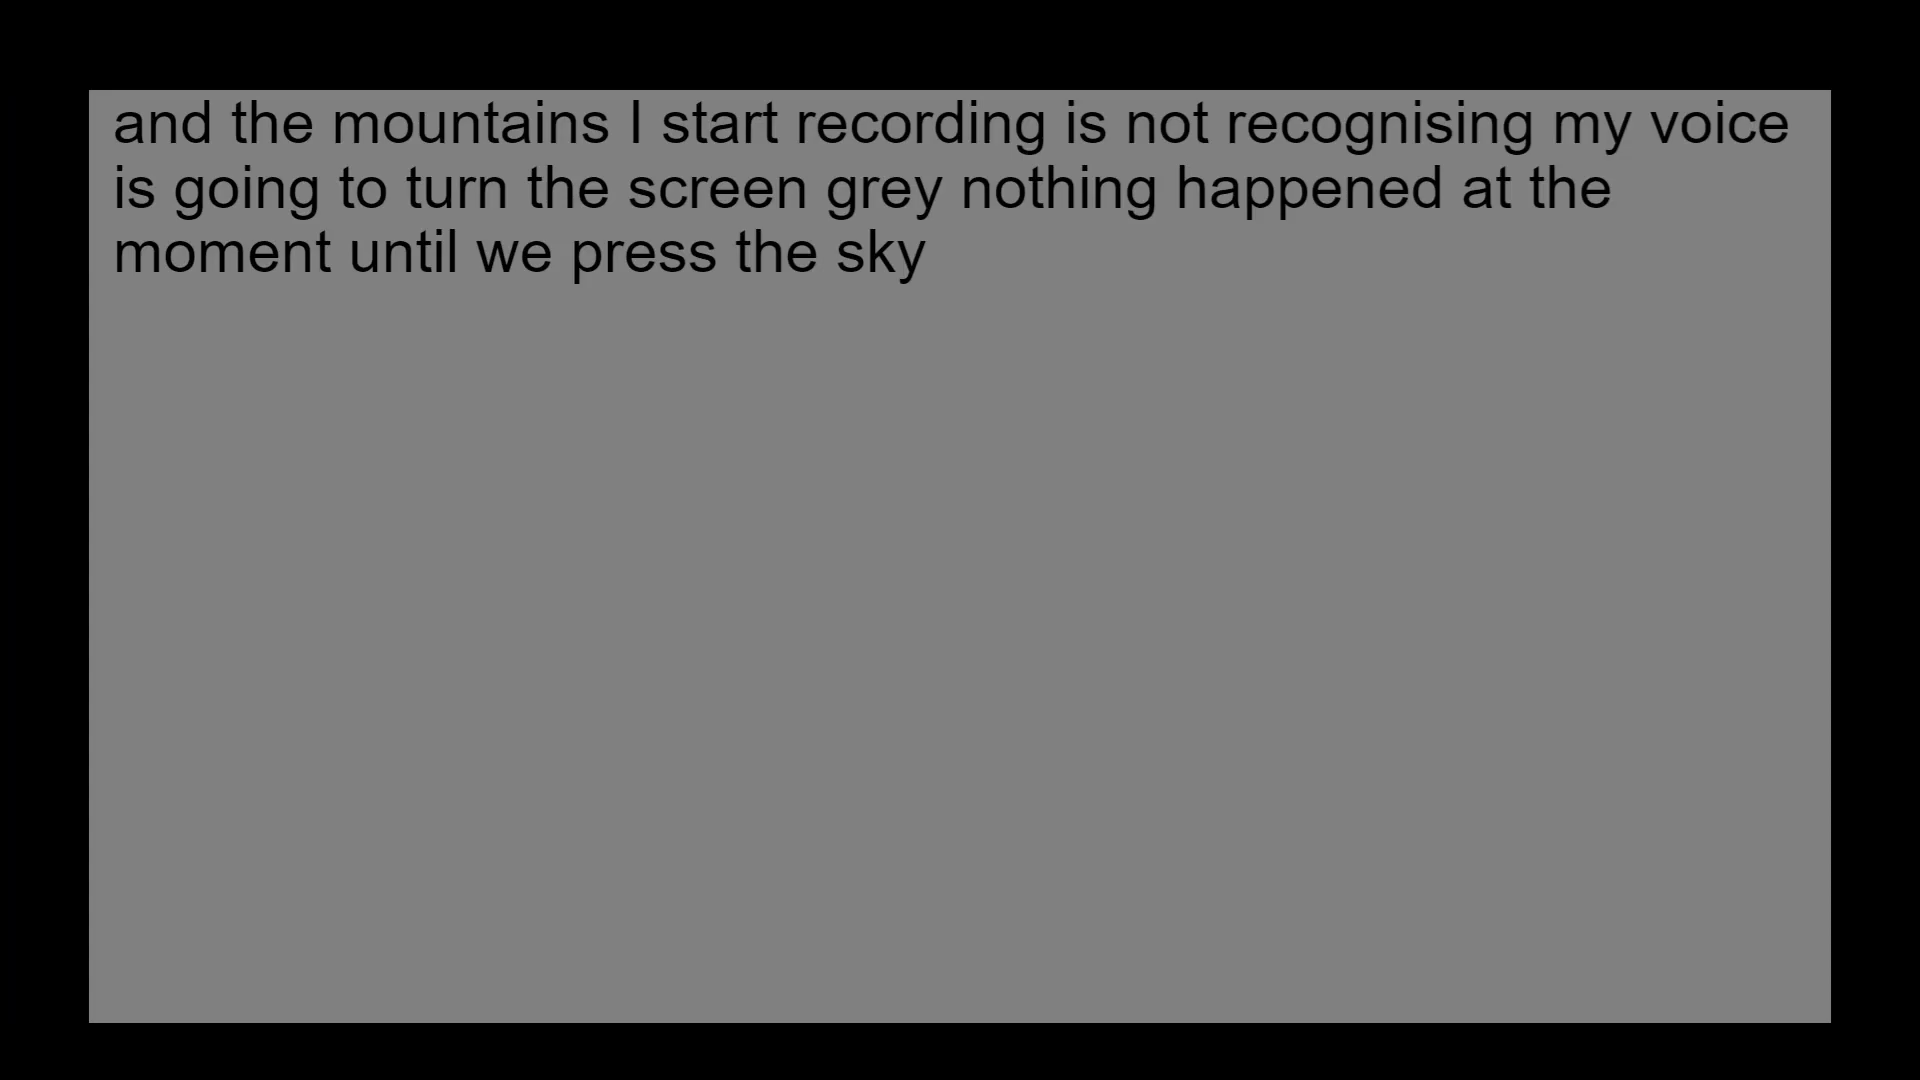 and the mountains I start recording is not recognising my voice
is going to turn the screen grey nothing happened at the
moment until we press the sky